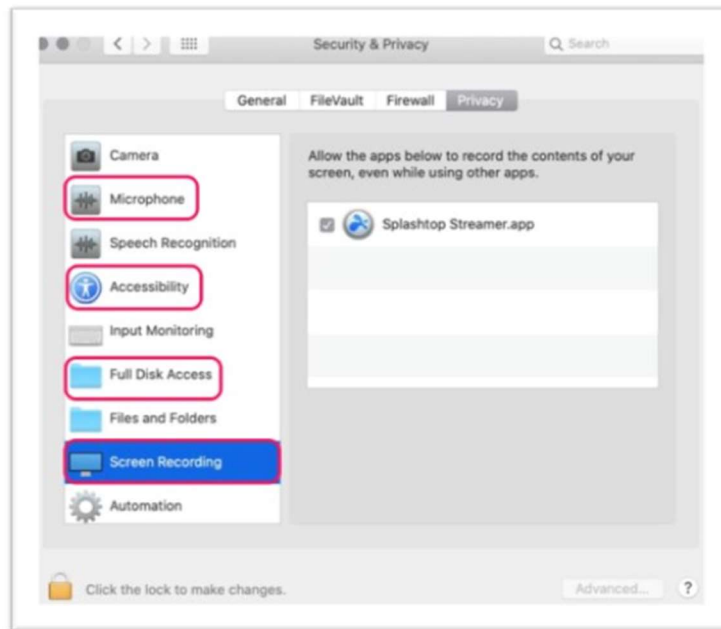 Security & Privacy
Search
General FileVault Firewall Privacy
Camera
Microphone
Speech Recognition
Accessibility
Input Monitoring
Full Disk Access
Files and Folders
Screen Recording
Automation
Allow the apps below to record the contents of your
screen, even while using other apps.
Splashtop Streamer.app
Click the lock to make changes.
Advanced...
?